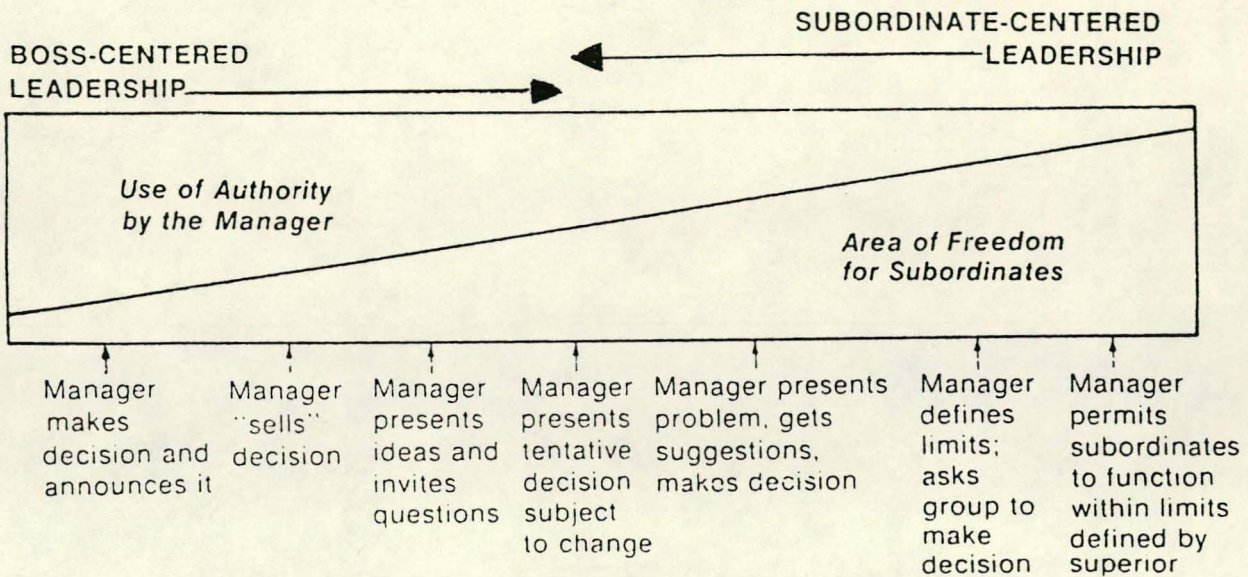 BOSS-CENTERED
LEADERSHIP
SUBORDINATE-CENTERED
LEADERSHIP
Use of Authority
by the Manager
Area of Freedom
for Subordinates
Manager
makes
decision and
announces it
Manager
"sells"
decision
Manager
presents
ideas and
invites
questions
Manager
presents
tentative
decision
subject
to change
Manager presents
problem, gets
suggestions,
makes decision
Manager
defines
limits;
asks
group to
make
decision
Manager
permits
subordinates
to function
within limits
defined by
superior